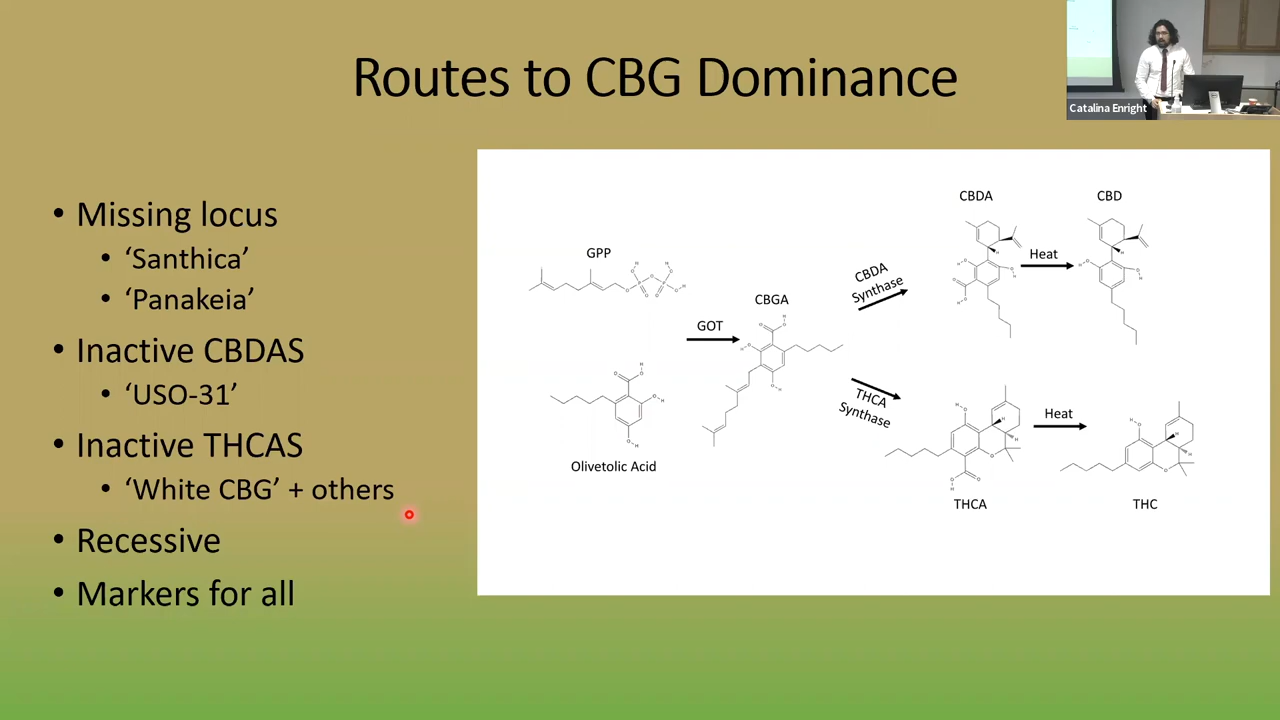 Routes to CBG Dominance
Catalina Enright
• Missing locus
• ‘Santhica’
• ‘Panakeia’
• Inactive CBDAS
• ‘USO-31’
• Inactive THCAS
• ‘White CBG’ + others
• Recessive
• Markers for all
GPP
Olivetolic Acid
GOT
CBGA
CBDA
Synthase
THCA
Synthase
CBDA
Heat
CBD
THCA
Heat
THC